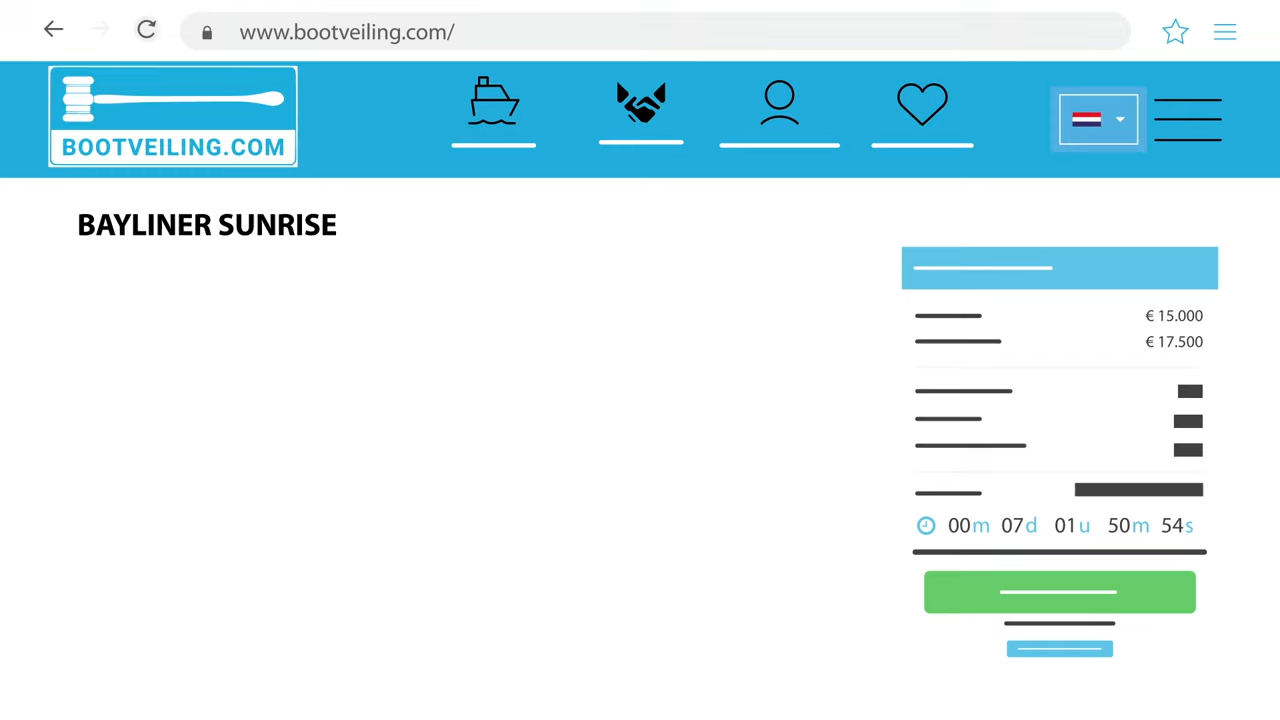 www.bootveiling.com/
BOOTVEILING.COM
BAYLINER SUNRISE
€ 15.000
€ 17.500
00m 07d 01u 50m 54s